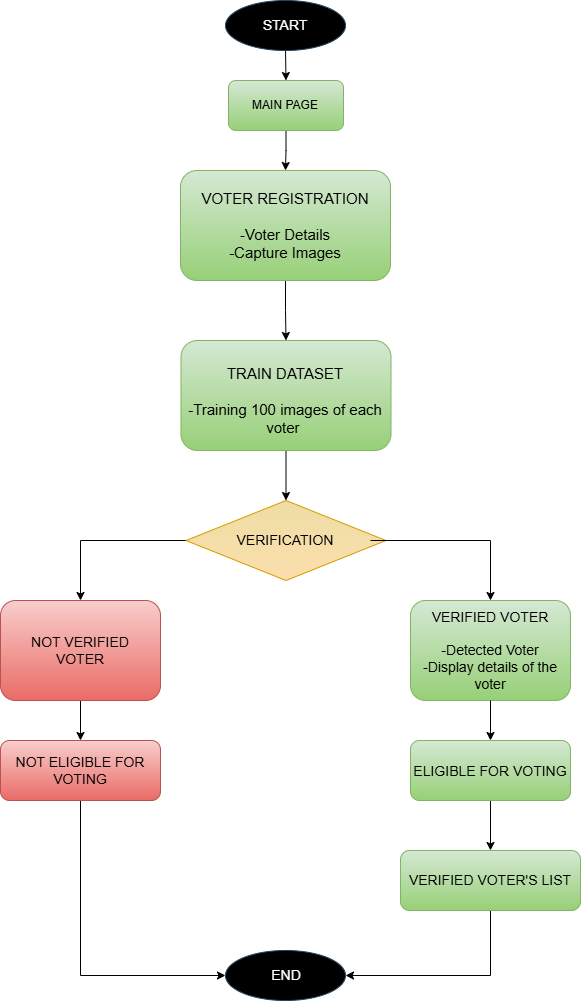 START
MAIN PAGE
VOTER REGISTRATION
-Voter Details
-Capture Images
TRAIN DATASET
-Training 100 images of each
voter
VERIFICATION
NOT VERIFIED
VOTER
VERIFIED VOTER
-Detected Voter
-Display details of the
voter
NOT ELIGIBLE FOR
VOTING
ELIGIBLE FOR VOTING
VERIFIED VOTER'S LIST
END